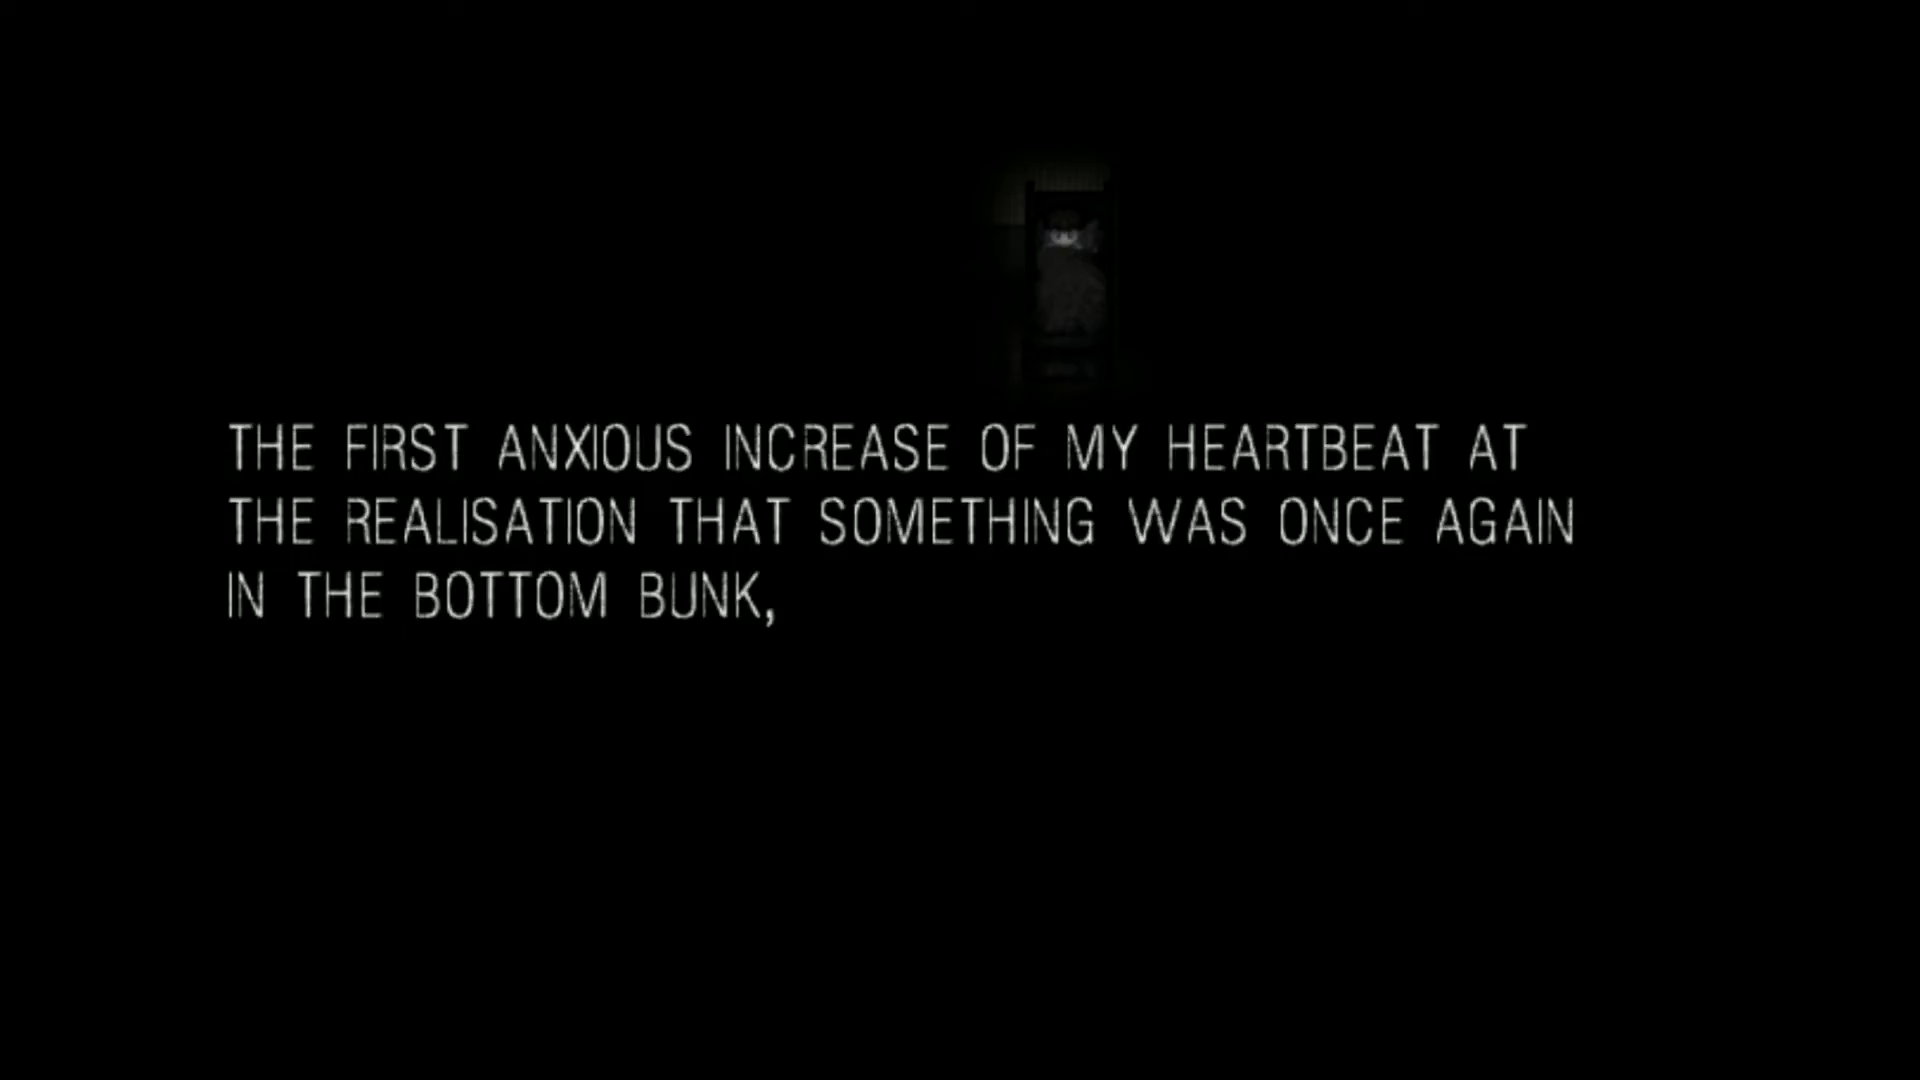 THE FIRST ANXIOUS INCREASE OF MY HEARTBEAT AT
THE REALISATION THAT SOMETHING WAS ONCE AGAIN
IN THE BOTTOM BUNK,